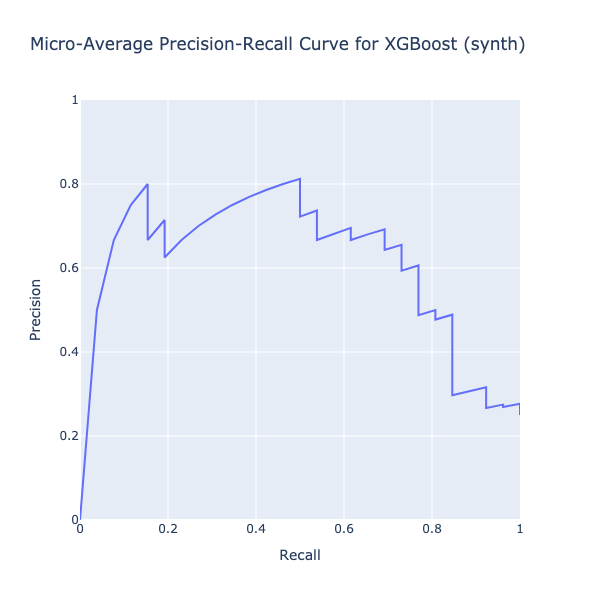 Micro-Average Precision-Recall Curve for XGBoost (synth)
1
0.8
0.6
0.4
0.2
0
Precision
0 0.2 0.4 0.6 0.8 1
Recall